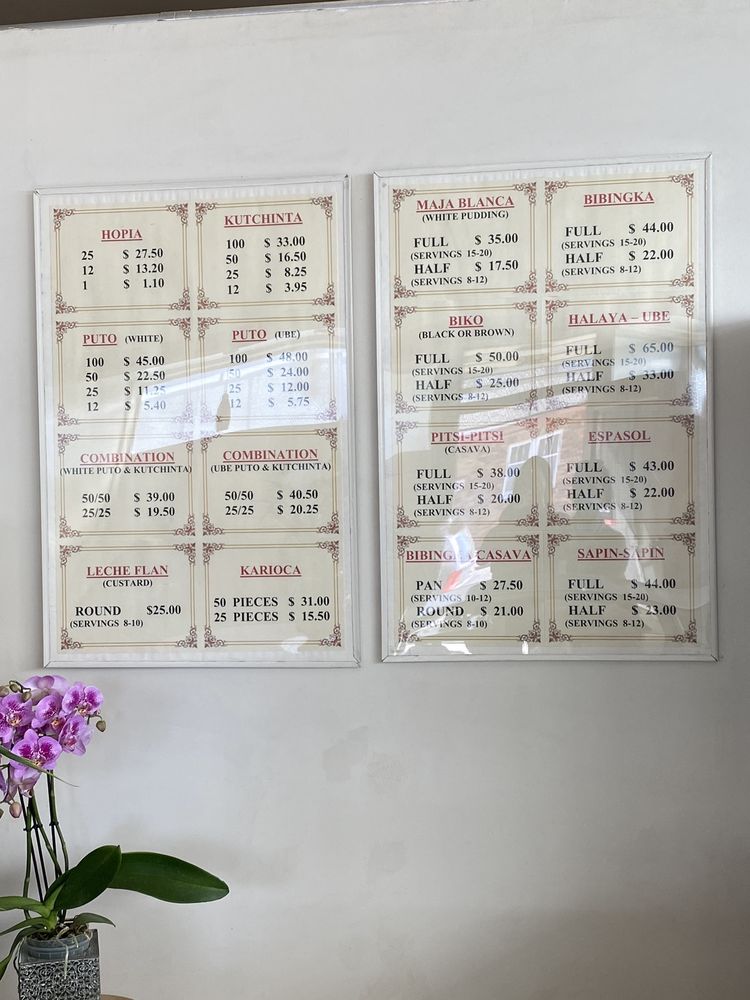 HOPIA
25 $ 27.50
12 $ 13.20
1 $ 1.10
KUTCHINTA
100 $ 33.00
50 $ 16.50
25 $ 8.25
12 $ 3.95
PUTO (WHITE)
100 $ 45.00
50 $ 22.50
25 $ 11.25
12 $ 5.40
PUTO (UBE)
100 $ 48.00
50 $ 24.00
25 $ 12.00
12 $ 5.75
COMBINATION
(WHITE PUTO & KUTCHINTA)
50/50 $ 39.00
25/25 $ 19.50
COMBINATION
(UBE PUTO & KUTCHINTA)
50/50 $ 40.50
25/25 $ 20.25
LECHE FLAN
(CUSTARD)
ROUND $25.00
(SERVINGS 8-10)
KARIOCA
50 PIECES $ 31.00
25 PIECES $ 15.50
MAJA BLANCA
(WHITE PUDDING)
FULL $ 35.00
(SERVINGS 15-20)
HALF $ 17.50
(SERVINGS 8-12)
BIBINGKA
FULL $ 44.00
(SERVINGS 15-20)
HALF $ 22.00
(SERVINGS 8-12)
BIKO
(BLACK OR BROWN)
FULL $ 50.00
(SERVINGS 15-20)
HALF $ 25.00
(SERVINGS 8-12)
HALAYA – UBE
FULL $ 65.00
(SERVINGS 15-20)
HALF $ 33.00
(SERVINGS 8-12)
PITSI-PITSI
(CASAVA)
FULL $ 38.00
(SERVINGS 15-20)
HALF $ 20.00
(SERVINGS 8-12)
ESPASOL
FULL $ 43.00
(SERVINGS 15-20)
HALF $ 22.00
(SERVINGS 8-12)
BIBINGKA CASAVA
PAN $ 27.50
(SERVINGS 10-12)
ROUND $ 21.00
(SERVINGS 8-10)
SAPIN-SAPIN
FULL $ 44.00
(SERVINGS 15-20)
HALF $ 23.00
(SERVINGS 8-12)